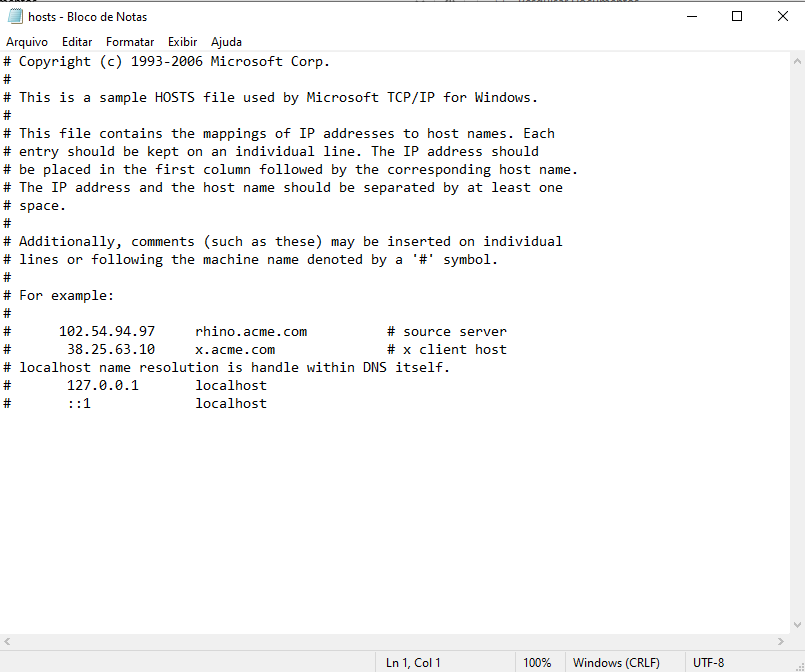 hosts - Bloco de Notas
Arquivo Editar Formatar Exibir Ajuda
# Copyright (c) 1993-2006 Microsoft Corp.
#
# This is a sample HOSTS file used by Microsoft TCP/IP for Windows.
#
# This file contains the mappings of IP addresses to host names. Each
# entry should be kept on an individual line. The IP address should
# be placed in the first column followed by the corresponding host name.
# The IP address and the host name should be separated by at least one
# space.
#
# Additionally, comments (such as these) may be inserted on individual
# lines or following the machine name denoted by a '#' symbol.
#
# For example:
#
#      102.54.94.97     rhino.acme.com          # source server
#       38.25.63.10     x.acme.com              # x client host
# localhost name resolution is handle within DNS itself.
#       127.0.0.1       localhost
#       ::1             localhost
Ln 1, Col 1 100% Windows (CRLF) UTF-8